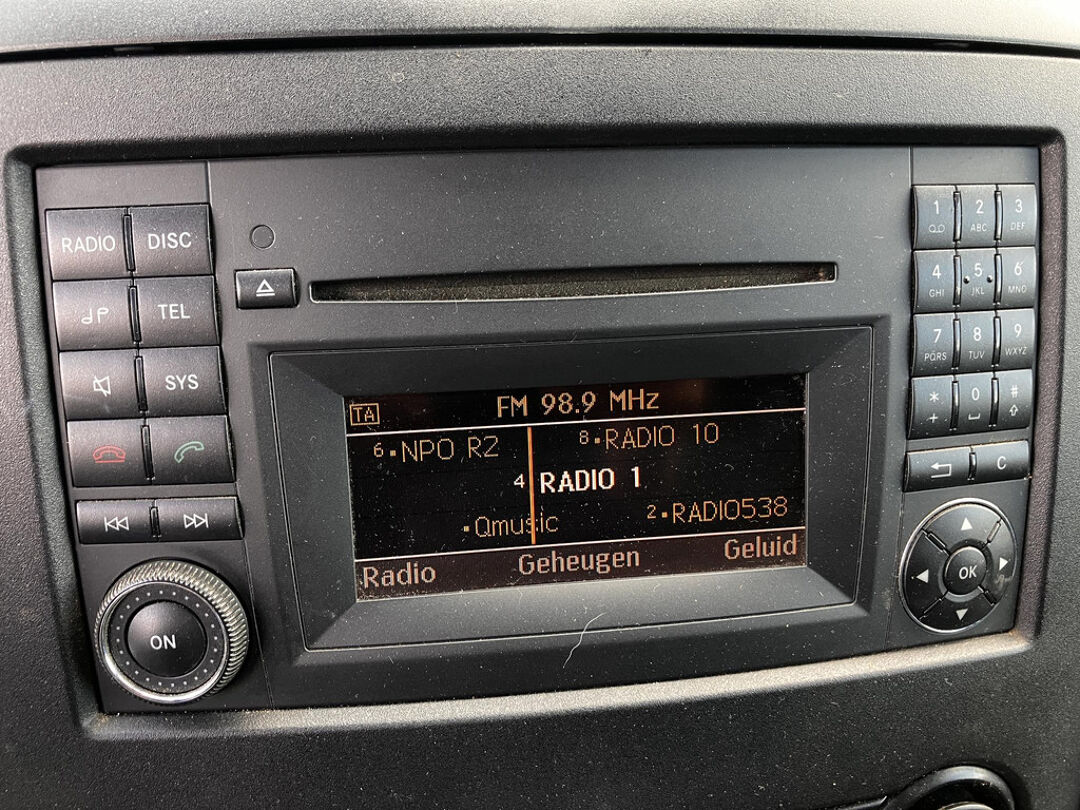 RADIO DISC
TEL
SYS
ON
TA FM 98.9 MHz
6 NPO R2 8 RADIO 10
4 RADIO 1
Qmusic 2 RADIO538
Radio Geheugen Geluid
1 2 ABC 3 DEF
4 GHI 5 JKL 6 MNO
7 PQRS 8 TUV 9 WXYZ
* + 0 #
C
OK